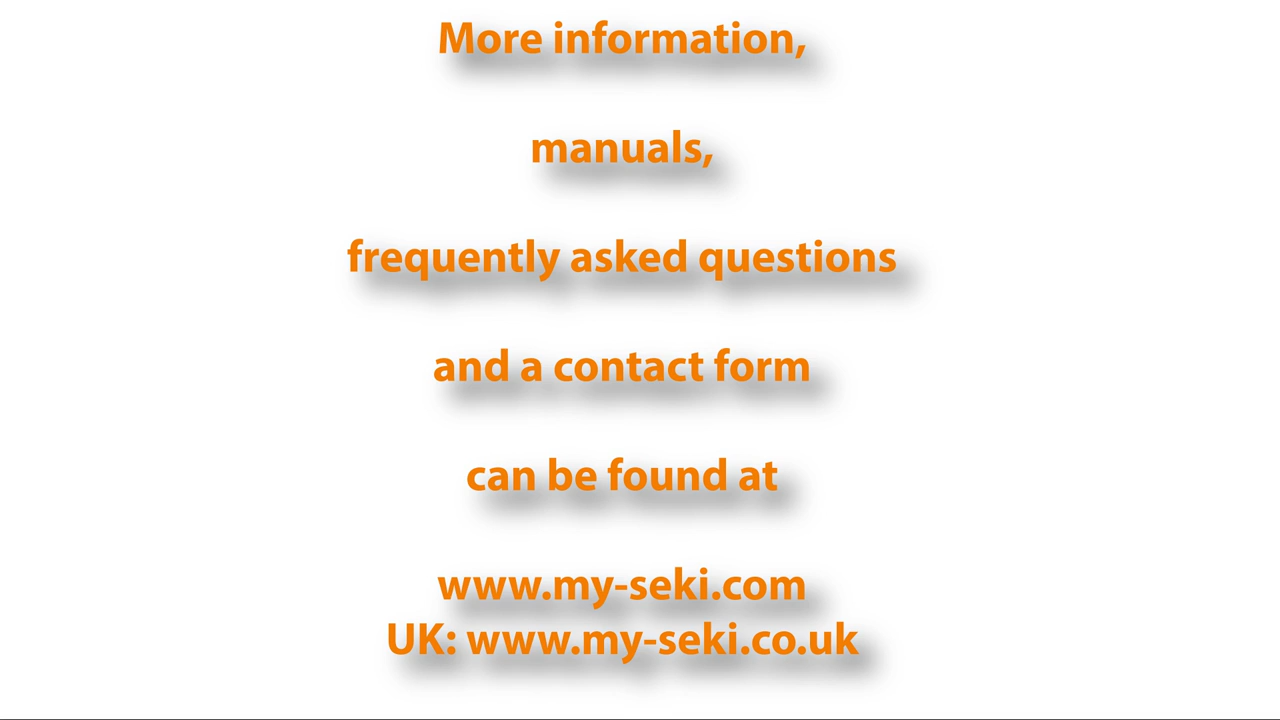 More information,
manuals,
frequently asked questions
and a contact form
can be found at
www.my-seki.com
UK: www.my-seki.co.uk